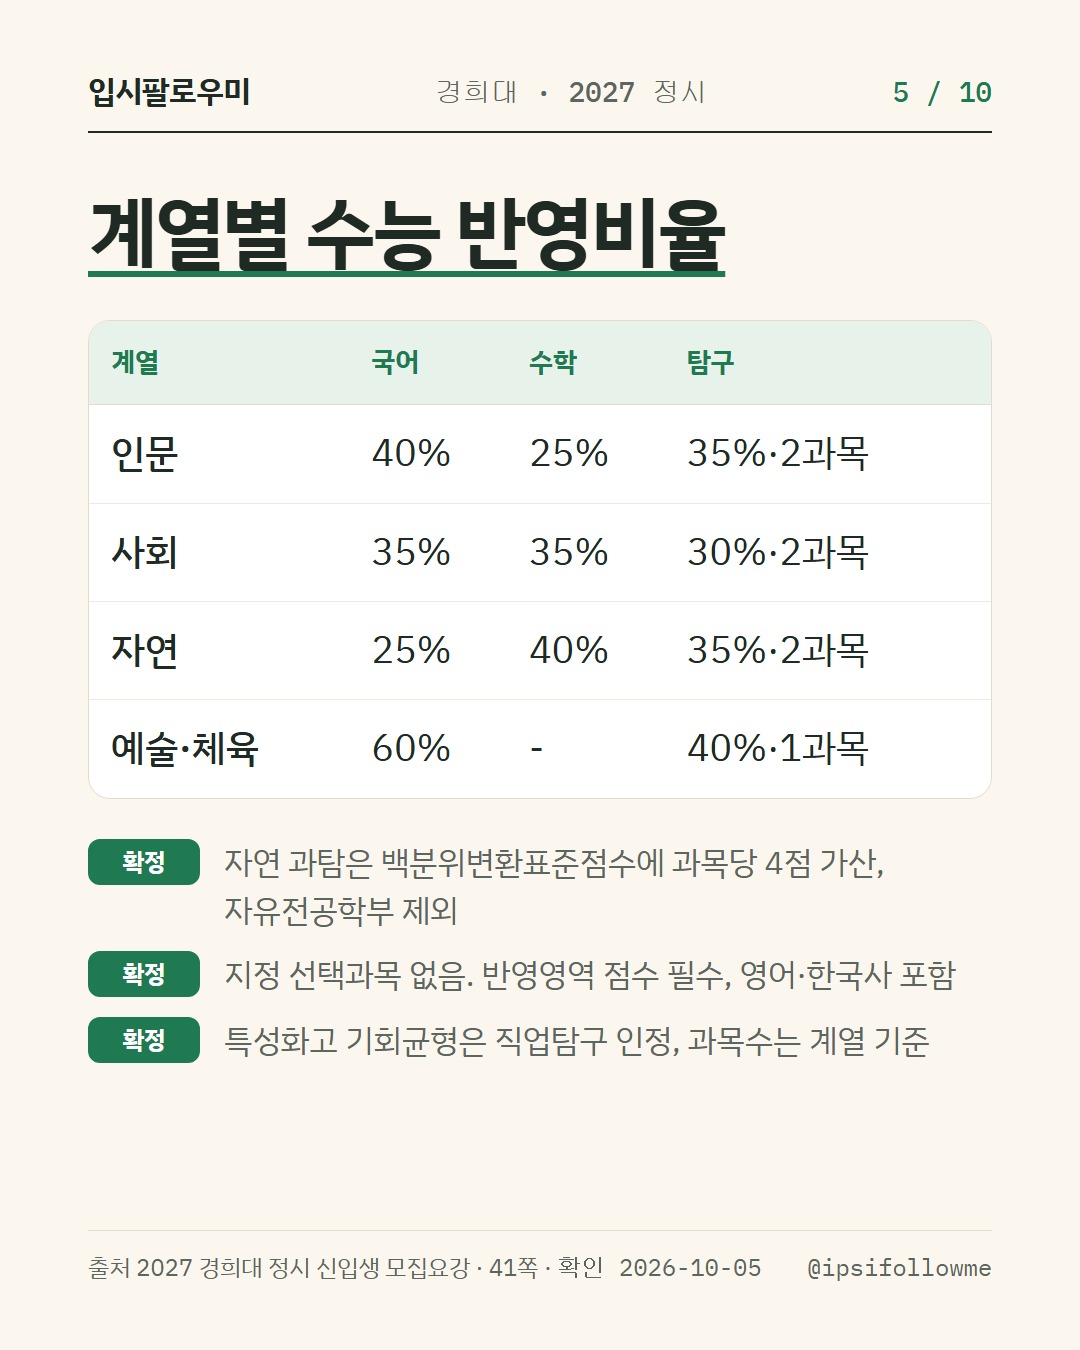 입시팔로우미 경희대 · 2027 정시 5 / 10
계열별 수능 반영비율
계열 국어 수학 탐구
인문 40% 25% 35%·2과목
사회 35% 35% 30%·2과목
자연 25% 40% 35%·2과목
예술·체육 60% - 40%·1과목
확정 자연 과탐은 백분위변환표준점수에 과목당 4점 가산,
자유전공학부 제외
확정 지정 선택과목 없음. 반영영역 점수 필수, 영어·한국사 포함
확정 특성화고 기회균형은 직업탐구 인정, 과목수는 계열 기준
출처 2027 경희대 정시 신입생 모집요강 · 41쪽 · 확인 2026-10-05 @ipsifollowme